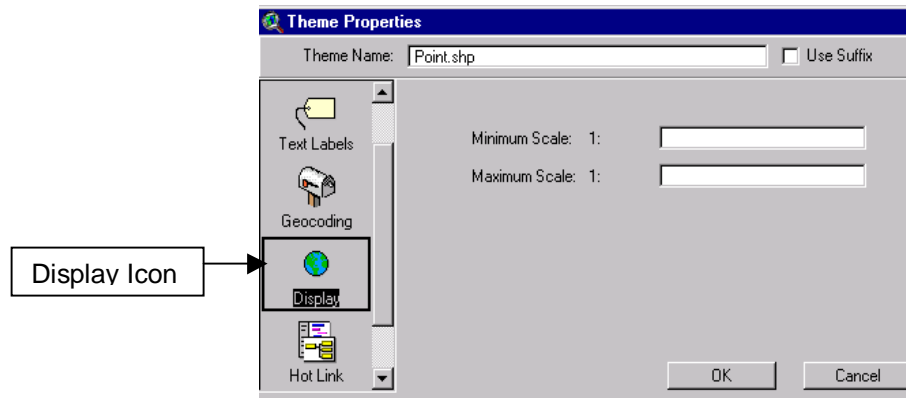 Theme Properties
Theme Name: Point.shp Use Suffix
Text Labels
Geocoding
Display
Hot Link
Minimum Scale: 1:
Maximum Scale: 1:
OK Cancel
Display Icon